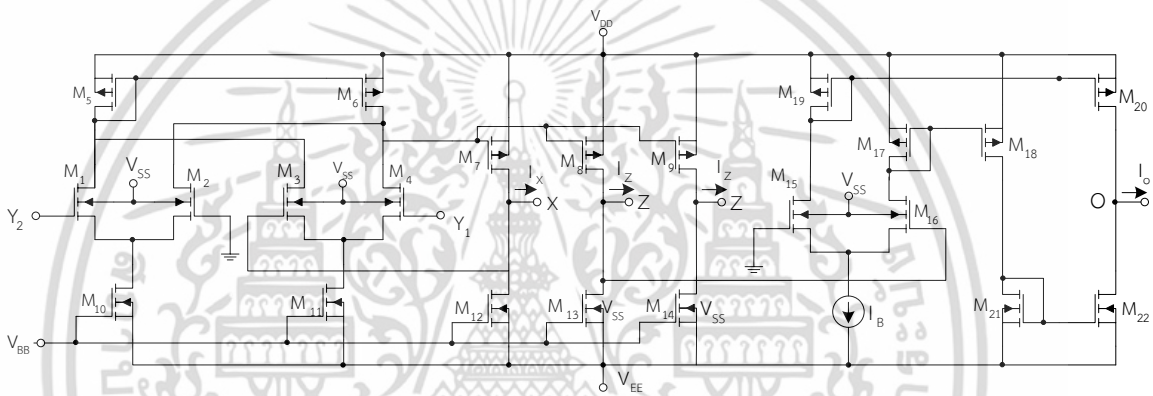 V_DD
M_5
M_6
M_19
M_20
M_7
M_8
M_9
M_17
M_18
M_1
V_SS
M_2
M_3
V_SS
M_4
I_X
I_Z
I_Z
M_15
V_SS
I_O
Y_2
Y_1
X
Z
Z
M_16
O
M_10
M_11
M_12
M_13
V_SS
M_14
V_SS
I_B
M_21
M_22
V_BB
V_EE